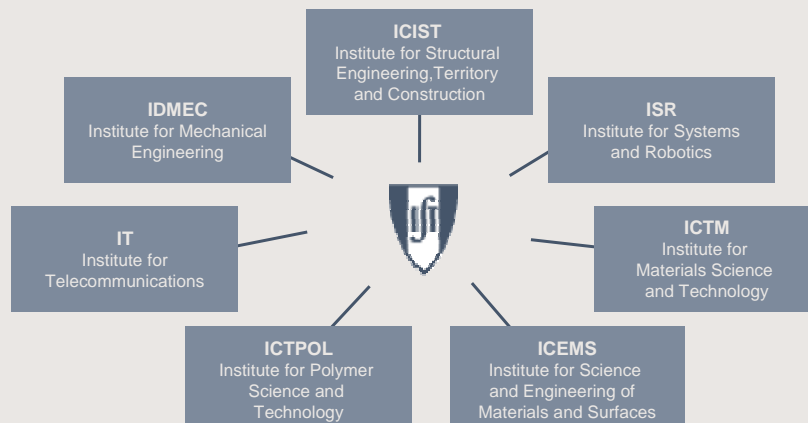 ICIST
Institute for Structural
Engineering,Territory
and Construction
IDMEC
Institute for Mechanical
Engineering
ISR
Institute for Systems
and Robotics
IST
IT
Institute for
Telecommunications
ICTM
Institute for
Materials Science
and Technology
ICTPOL
Institute for Polymer
Science and
Technology
ICEMS
Institute for Science
and Engineering of
Materials and Surfaces